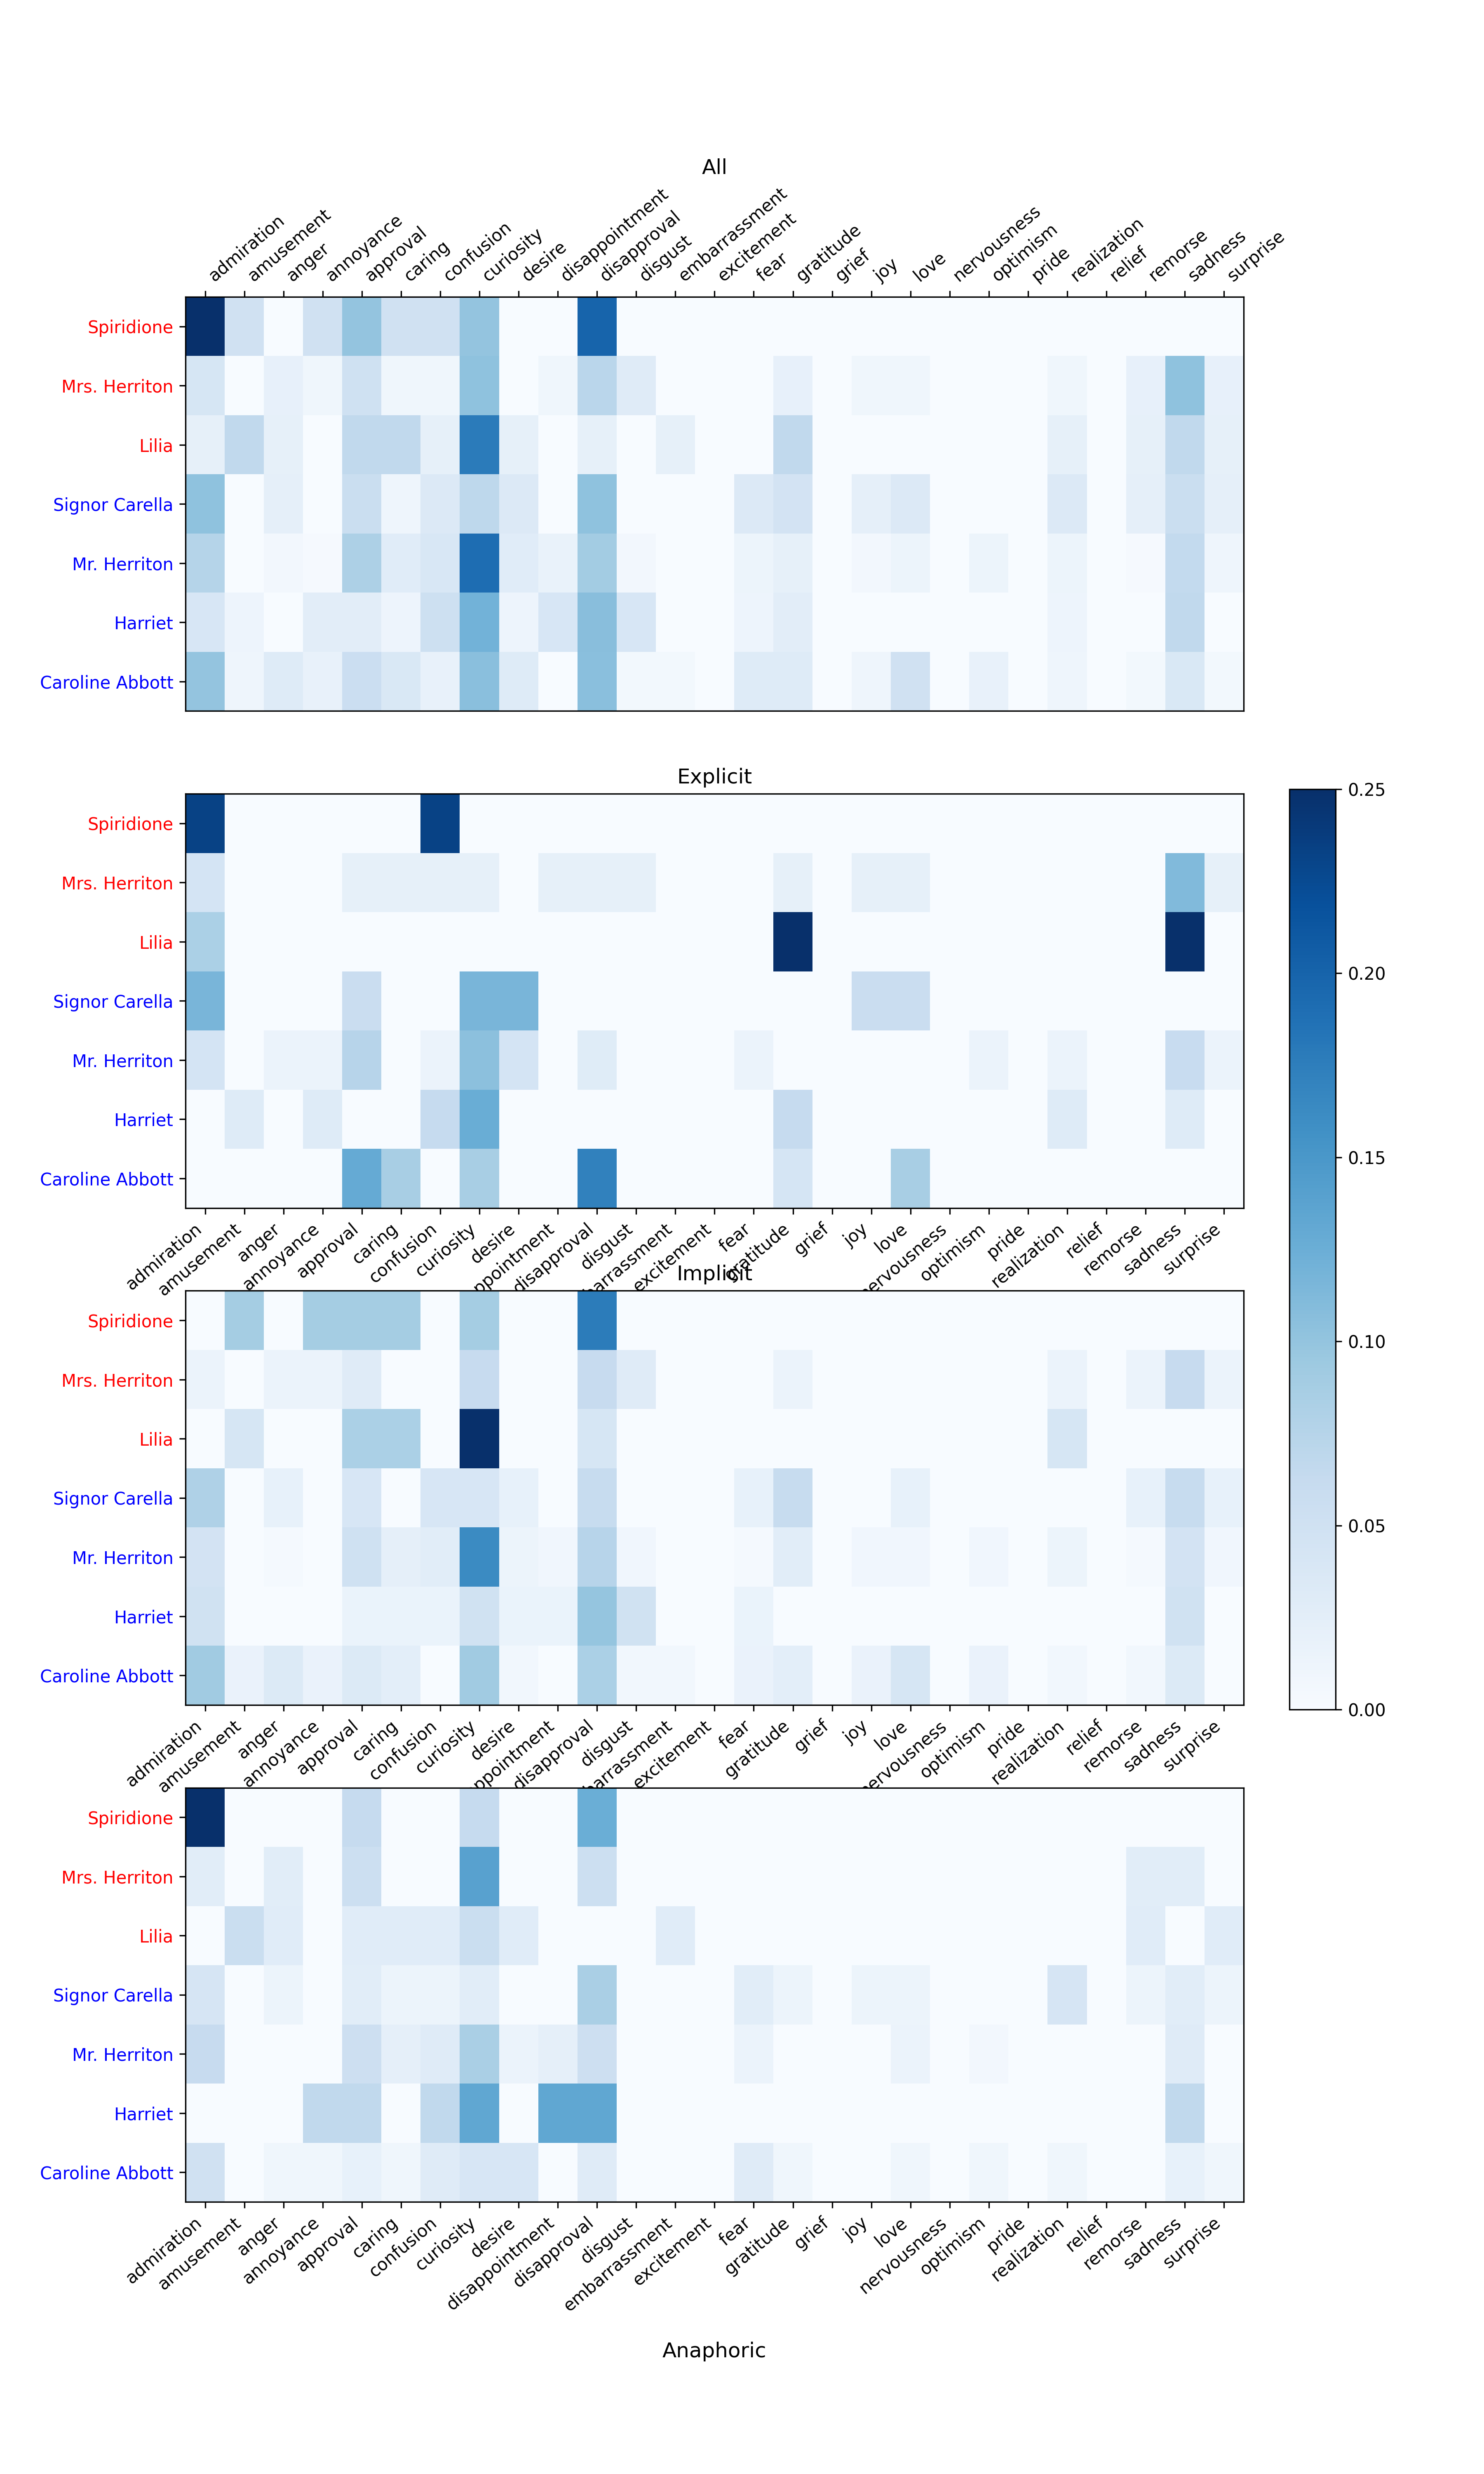 All
admiration
amusement
anger
annoyance
approval
caring
confusion
curiosity
desire
disappointment
disapproval
disgust
embarrassment
excitement
fear
gratitude
grief
joy
love
nervousness
optimism
pride
realization
relief
remorse
sadness
surprise
Spiridione
Mrs. Herriton
Lilia
Signor Carella
Mr. Herriton
Harriet
Caroline Abbott
Explicit
Spiridione
Mrs. Herriton
Lilia
Signor Carella
Mr. Herriton
Harriet
Caroline Abbott
admiration
amusement
anger
annoyance
approval
caring
confusion
curiosity
desire
appointment
disapproval
disgust
barrassment
excitement
fear
gratitude
grief
joy
love
nervousness
optimism
pride
realization
relief
remorse
sadness
surprise
0.25
0.20
0.15
0.10
0.05
0.00
Implicit
Spiridione
Mrs. Herriton
Lilia
Signor Carella
Mr. Herriton
Harriet
Caroline Abbott
admiration
amusement
anger
annoyance
approval
caring
confusion
curiosity
desire
appointment
disapproval
disgust
barrassment
excitement
fear
gratitude
grief
joy
love
nervousness
optimism
pride
realization
relief
remorse
sadness
surprise
Spiridione
Mrs. Herriton
Lilia
Signor Carella
Mr. Herriton
Harriet
Caroline Abbott
admiration
amusement
anger
annoyance
approval
caring
confusion
curiosity
desire
disappointment
disapproval
disgust
embarrassment
excitement
fear
gratitude
grief
joy
love
nervousness
optimism
pride
realization
relief
remorse
sadness
surprise
Anaphoric